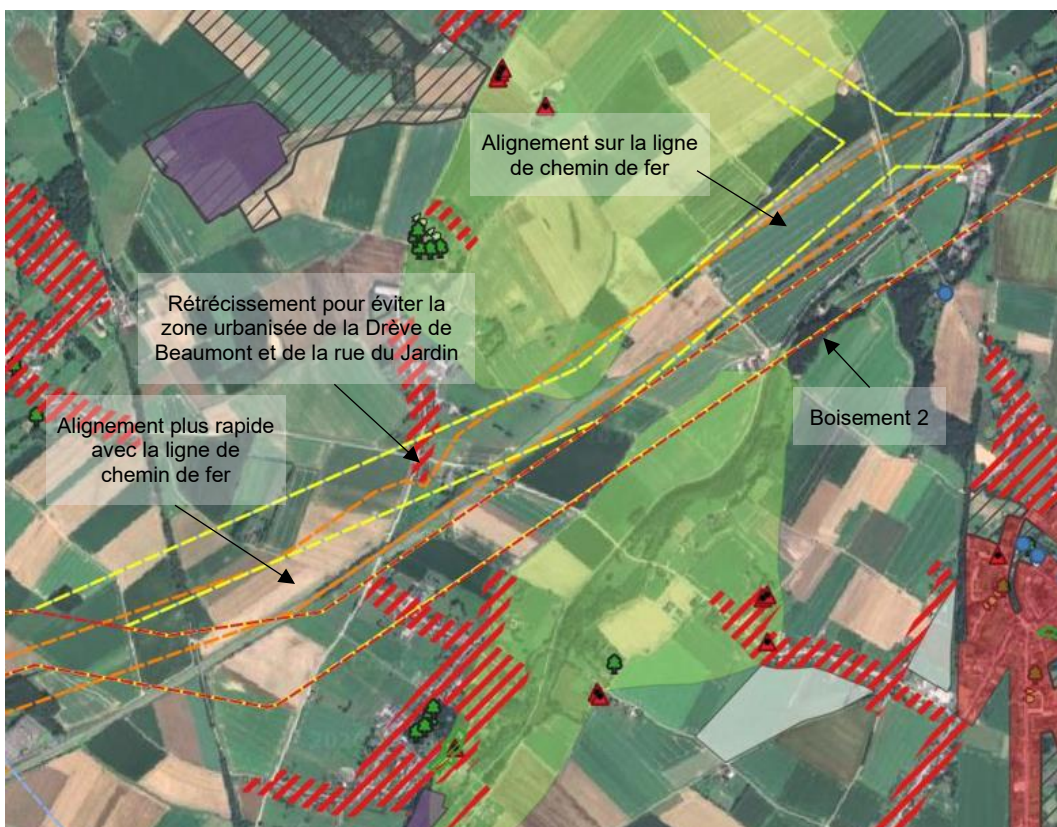 Alignement sur la ligne
de chemin de fer
Rétrécissement pour éviter la
zone urbanisée de la Drève de
Beaumont et de la rue du Jardin
Alignement plus rapide
avec la ligne de
chemin de fer
Boisement 2